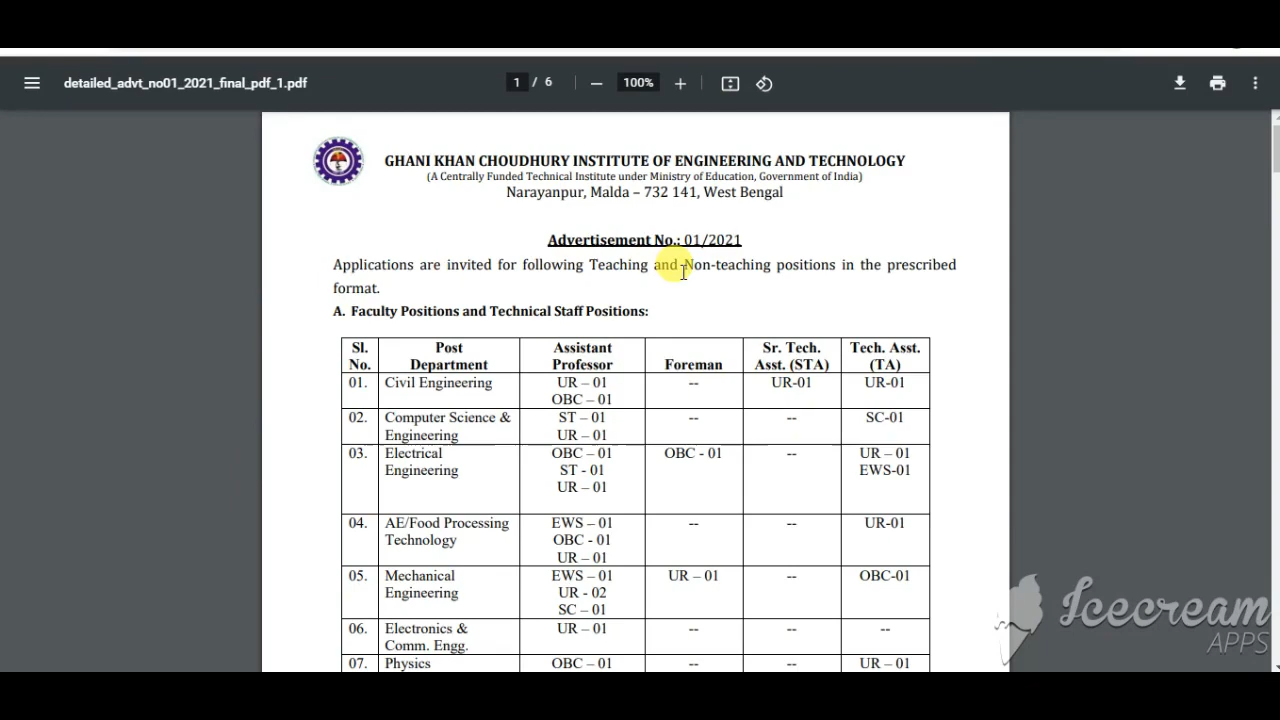 detailed_advt_no01_2021_final_pdf_1.pdf 1 / 6 100%
GHANI KHAN CHOUDHURY INSTITUTE OF ENGINEERING AND TECHNOLOGY
(A Centrally Funded Technical Institute under Ministry of Education, Government of India)
Narayanpur, Malda – 732 141, West Bengal
Advertisement No.: 01/2021
Applications are invited for following Teaching and Non-teaching positions in the prescribed
format.
A. Faculty Positions and Technical Staff Positions:
Sl. Post Assistant Sr. Tech. Tech. Asst.
No. Department Professor Foreman Asst. (STA) (TA)
01. Civil Engineering UR – 01 -- UR-01 UR-01
OBC – 01
02. Computer Science & ST – 01 -- -- SC-01
Engineering UR – 01
03. Electrical OBC – 01 OBC - 01 -- UR – 01
Engineering ST - 01 EWS-01
UR – 01
04. AE/Food Processing EWS – 01 -- -- UR-01
Technology OBC - 01
UR – 01
05. Mechanical EWS – 01 UR – 01 -- OBC-01
Engineering UR - 02
SC – 01
06. Electronics & UR – 01 -- -- --
Comm. Engg.
07. Physics OBC – 01 -- -- UR – 01
Icecream
APPS